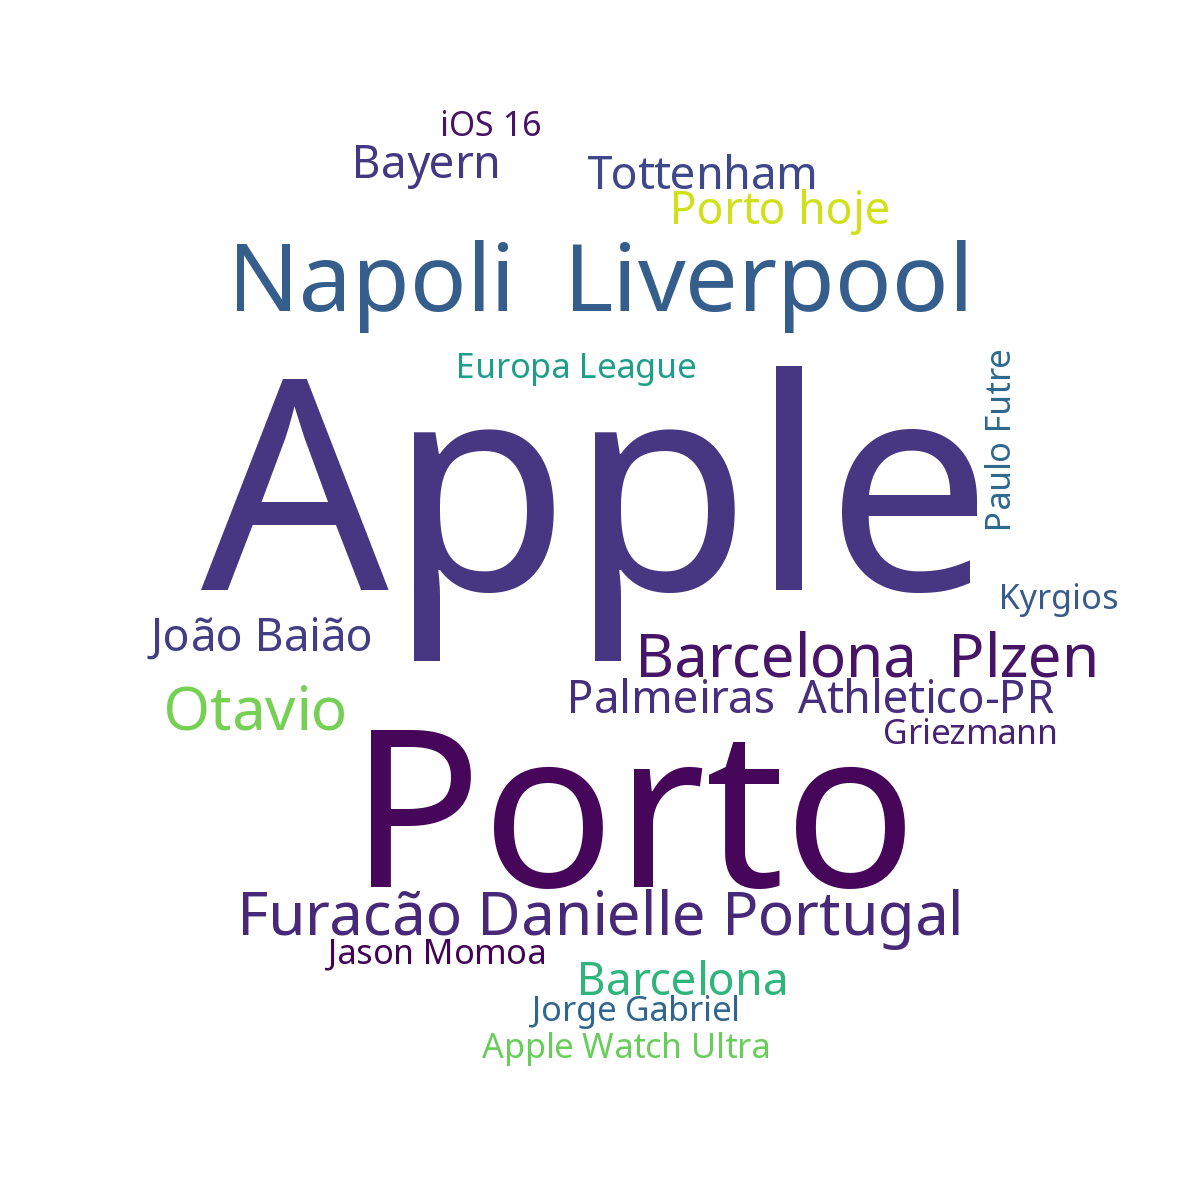 iOS 16
Bayern
Tottenham
Porto hoje
Napoli Liverpool
Europa League
Paulo Futre
Apple
Kyrgios
João Baião
Barcelona Plzen
Otavio
Palmeiras Athletico-PR
Griezmann
Porto
Furacão Danielle Portugal
Jason Momoa
Barcelona
Jorge Gabriel
Apple Watch Ultra